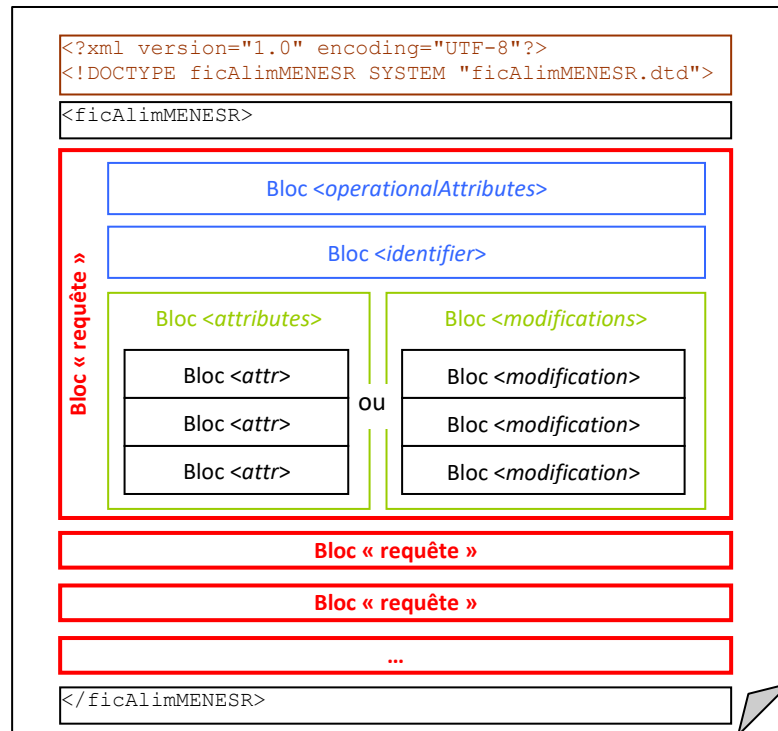 <?xml version="1.0" encoding="UTF-8"?>
<!DOCTYPE ficAlimMENESR SYSTEM "ficAlimMENESR.dtd">
<ficAlimMENESR>
Bloc « requête »
Bloc <operationalAttributes>
Bloc <identifier>
Bloc <attributes>
Bloc <attr>
Bloc <attr>
Bloc <attr>
ou
Bloc <modifications>
Bloc <modification>
Bloc <modification>
Bloc <modification>
Bloc « requête »
Bloc « requête »
...
</ficAlimMENESR>